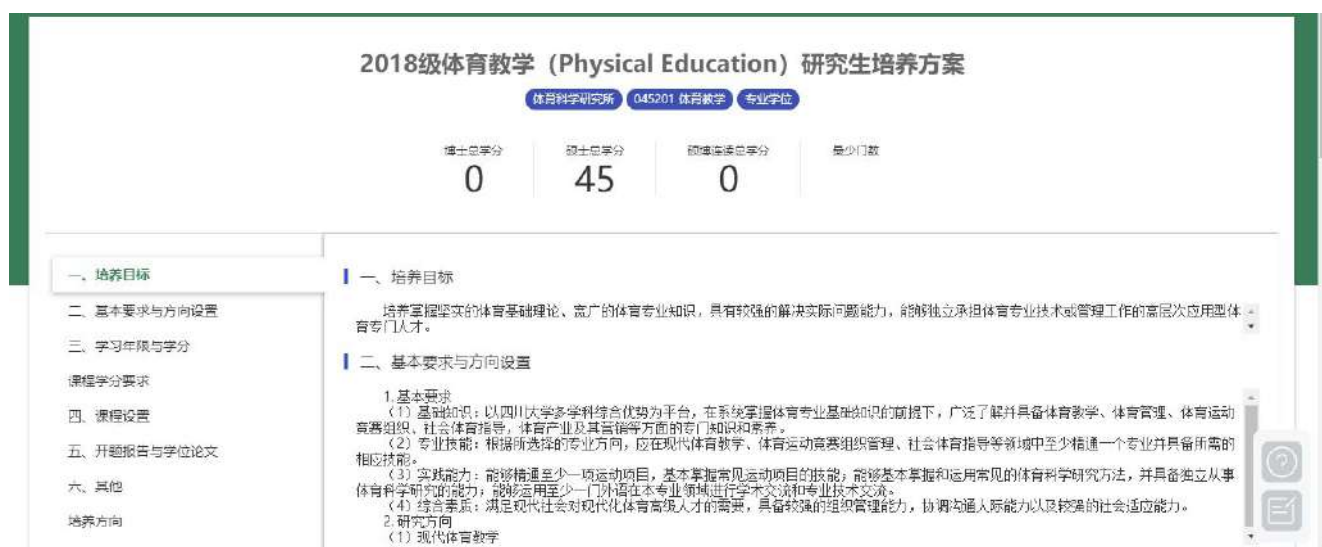 2018级体育教学（Physical Education）研究生培养方案
体育科学研究所 045201 体育教学 专业学位
博士总学分 硕士总学分 硕博连读总学分 最少门数
0 45 0
一、培养目标
二、基本要求与方向设置
三、学习年限与学分
课程学分要求
四、课程设置
五、开题报告与学位论文
六、其他
培养方向
一、培养目标
培养掌握坚实的体育基础理论、宽广的体育专业知识，具有较强的解决实际问题能力，能够独立承担体育专业技术或管理工作的高层次应用型体
育专门人才。
二、基本要求与方向设置
1.基本要求
（1）基础知识：以四川大学多学科综合优势为平台，在系统掌握体育专业基础知识的前提下，广泛了解并具备体育教学、体育管理、体育运动
竞赛组织、社会体育指导，体育产业及其营销等方面的专门知识和素养。
（2）专业技能：根据所选择的专业方向，应在现代体育教学、体育运动竞赛组织管理、社会体育指导等领域中至少精通一个专业并具备所需的
相应技能。
（3）实践能力：能够精通至少一项运动项目，基本掌握常见运动项目的技能；能够基本掌握和运用常见的体育科学研究方法，并具备独立从事
体育科学研究的能力；能够运用至少一门外语在本专业领域进行学术交流和专业技术交流。
（4）综合素质：满足现代社会对现代化体育高级人才的需要，具备较强的组织管理能力，协调沟通人际能力以及较强的社会适应能力。
2.研究方向
（1）现代体育教学